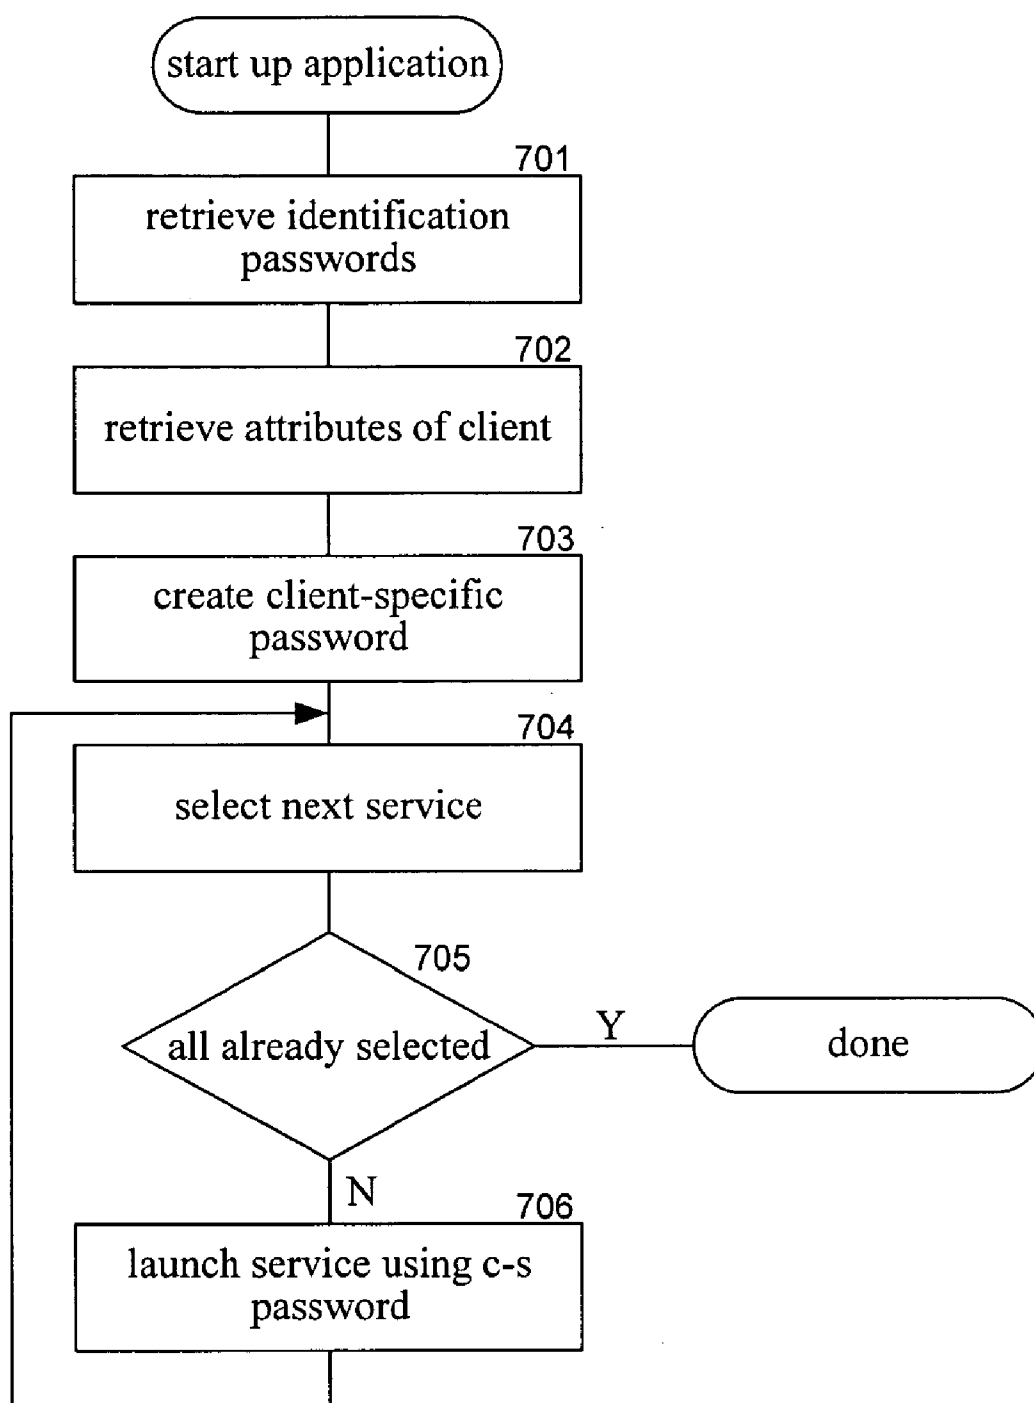 start up application
701
retrieve identification
passwords
702
retrieve attributes of client
703
create client-specific
password
704
select next service
705
all already selected
Y
done
N
706
launch service using c-s
password